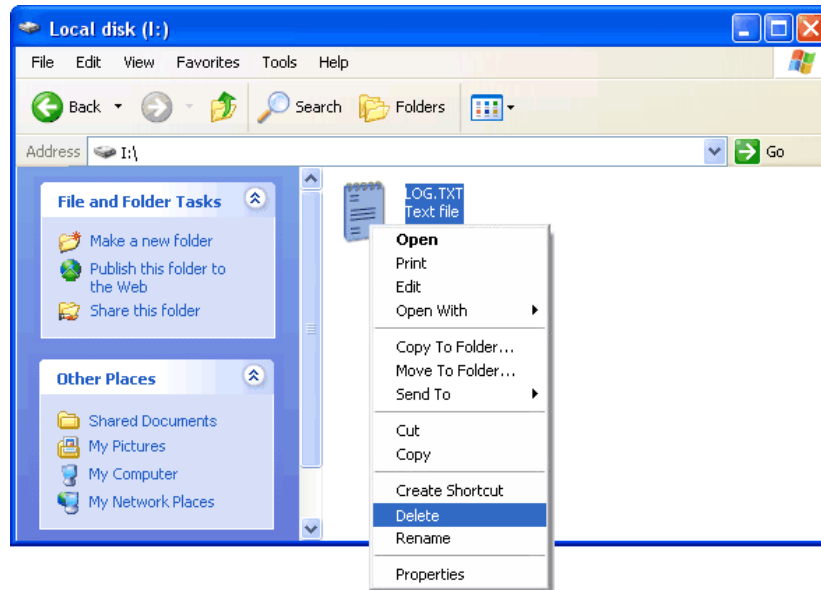 Local disk (I:)
File Edit View Favorites Tools Help
Back Search Folders
Address I:\ Go
File and Folder Tasks
Make a new folder
Publish this folder to
the Web
Share this folder
Other Places
Shared Documents
My Pictures
My Computer
My Network Places
LOG.TXT
Text file
Open
Print
Edit
Open With
Copy To Folder...
Move To Folder...
Send To
Cut
Copy
Create Shortcut
Delete
Rename
Properties